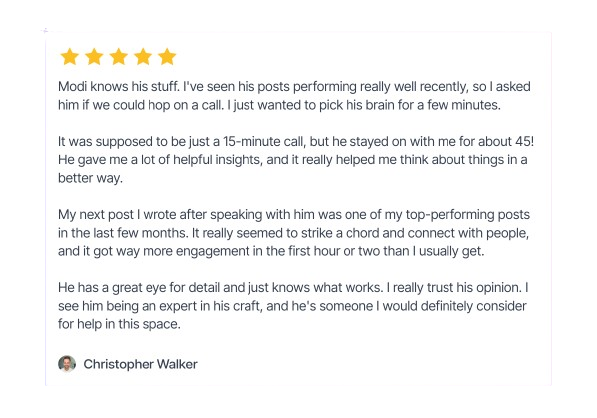 Modi knows his stuff. I've seen his posts performing really well recently, so I asked
him if we could hop on a call. I just wanted to pick his brain for a few minutes.
It was supposed to be just a 15-minute call, but he stayed on with me for about 45!
He gave me a lot of helpful insights, and it really helped me think about things in a
better way.
My next post I wrote after speaking with him was one of my top-performing posts
in the last few months. It really seemed to strike a chord and connect with people,
and it got way more engagement in the first hour or two than I usually get.
He has a great eye for detail and just knows what works. I really trust his opinion. I
see him being an expert in his craft, and he's someone I would definitely consider
for help in this space.
Christopher Walker